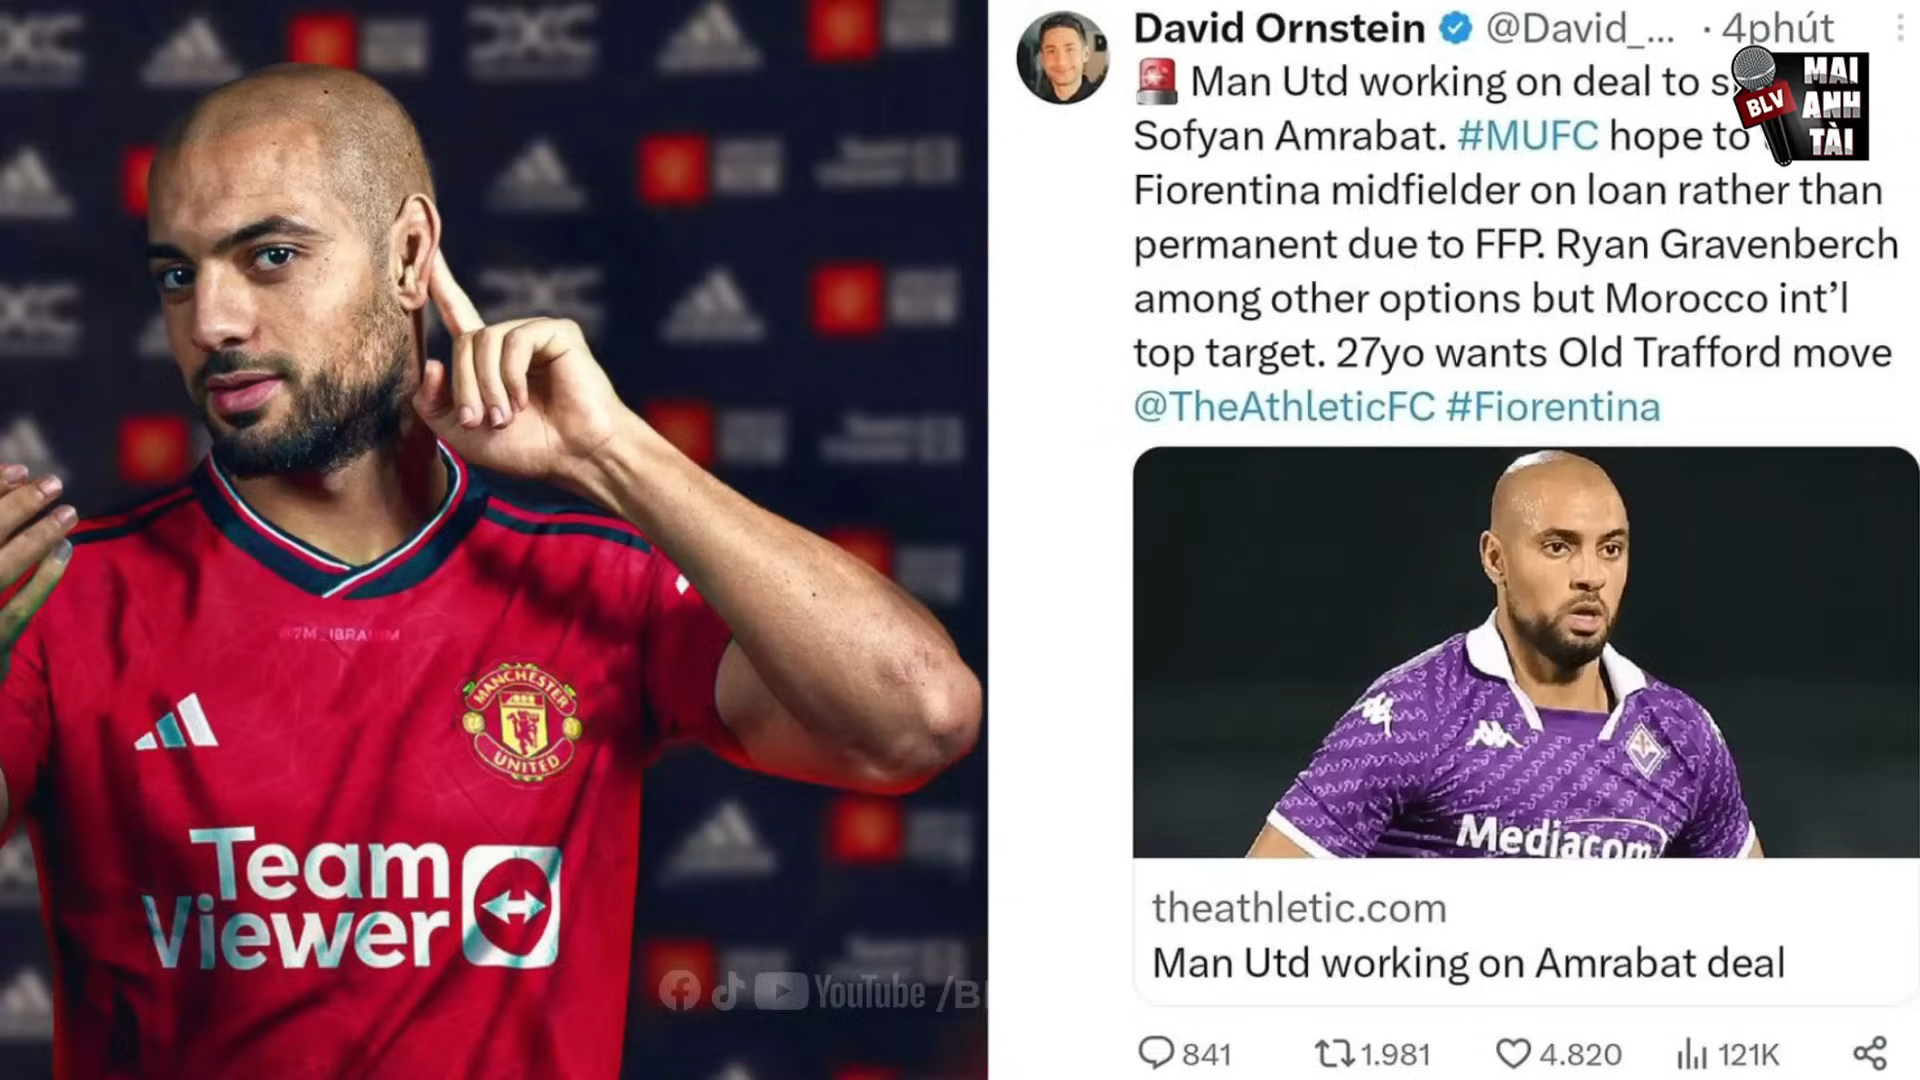 David Ornstein @David_... · 4phút
Man Utd working on deal to s
Sofyan Amrabat. #MUFC hope to
Fiorentina midfielder on loan rather than
permanent due to FFP. Ryan Gravenberch
among other options but Morocco int'l
top target. 27yo wants Old Trafford move
@TheAthleticFC #Fiorentina
BLV
MAI
ANH
TÀI
MANCHESTER
UNITED
Team
Viewer
YouTube /B
Mediacom
theathletic.com
Man Utd working on Amrabat deal
841 1.981 4.820 121K